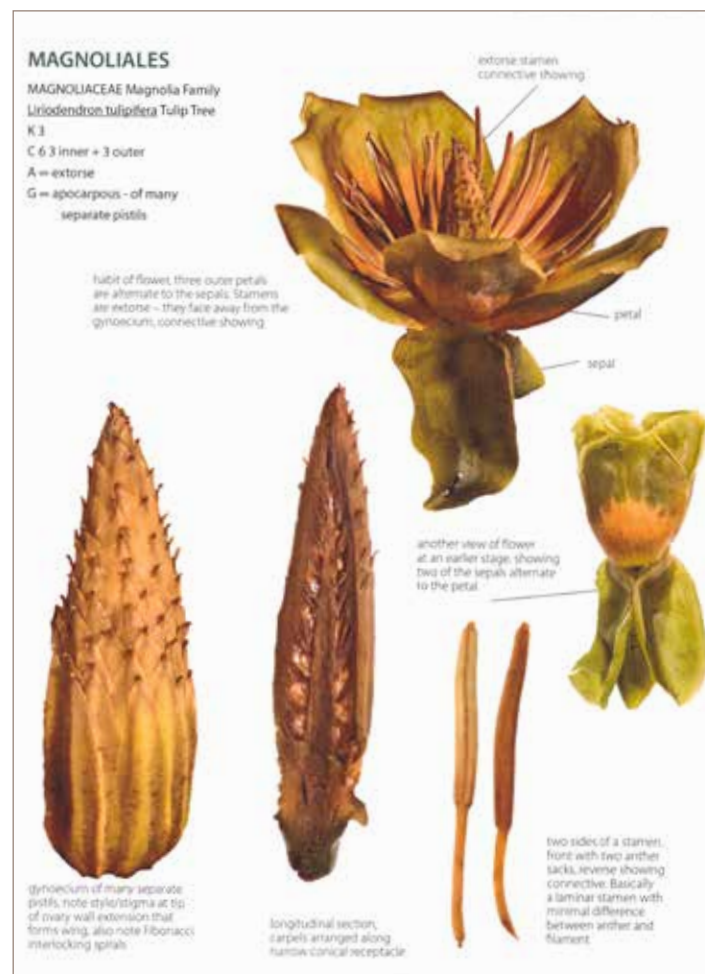 MAGNOLIALES
MAGNOLIACEAE Magnolia Family
Liriodendron tulipifera Tulip Tree
K 3
C 6 3 inner + 3 outer
A ∞ extorse
G ∞ apocarpous - of many
separate pistils
extorse stamen
connective showing
habit of flower, three outer petals
are alternate to the sepals. Stamens
are extorse – they face away from the
gynoecium, connective showing
petal
sepal
another view of flower
at an earlier stage, showing
two of the sepals alternate
to the petal
gynoecium of many separate
pistils, note style/stigma at tip
of ovary wall extension that
forms wing, also note Fibonacci
interlocking spirals
longitudinal section,
carpels arranged along
narrow conical receptacle
two sides of a stamen,
front with two anther
sacks, reverse showing
connective. Basically
a laminar stamen with
minimal difference
between anther and
filament